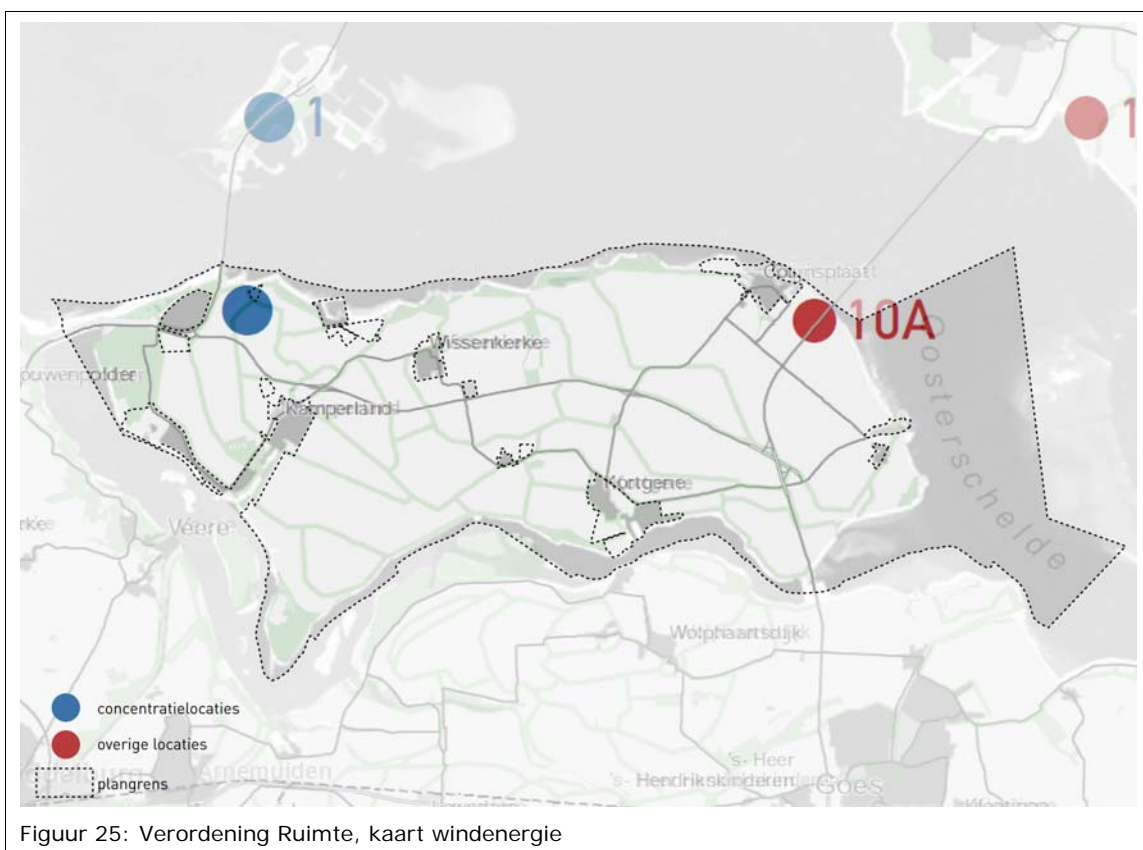 1
1
Colijnsplaat
10A
Wissenkerke
Oosterschelde
Kamperland
Kortgene
Veere
Wolphaartsdijk
concentratielocaties
overige locaties
's- Heer
Arnemuiden
's- Hendrikskinderen
plangrens
Goes
Figuur 25: Verordening Ruimte, kaart windenergie